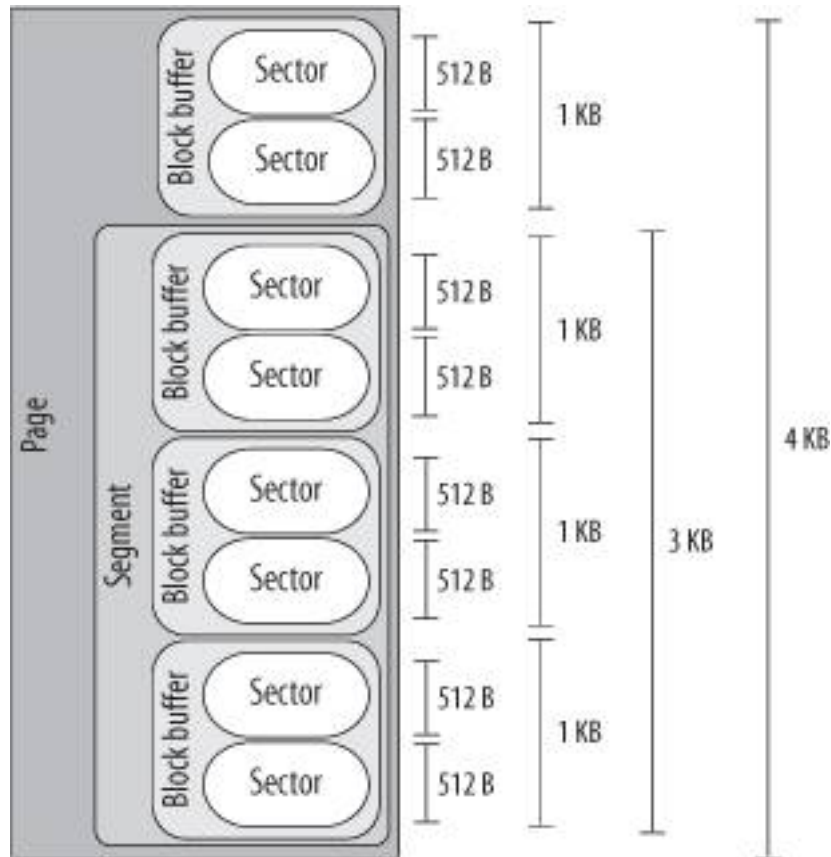 Page
Segment
Block buffer
Sector
512 B
Sector
512 B
1 KB
Block buffer
Sector
512 B
Sector
512 B
1 KB
Block buffer
Sector
512 B
Sector
512 B
1 KB
Block buffer
Sector
512 B
Sector
512 B
1 KB
3 KB
4 KB